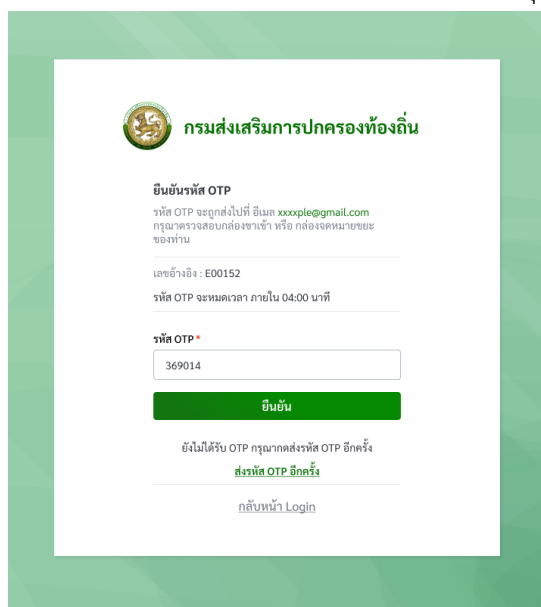 กรมส่งเสริมการปกครองท้องถิ่น
ยืนยันรหัส OTP
รหัส OTP จะถูกส่งไปที่ อีเมล xxxxple@gmail.com
กรุณาตรวจสอบกล่องขาเข้า หรือ กล่องจดหมายขยะ
ของท่าน
เลขอ้างอิง : E00152
รหัส OTP จะหมดเวลา ภายใน 04:00 นาที
รหัส OTP *
369014
ยืนยัน
ยังไม่ได้รับ OTP กรุณากดส่งรหัส OTP อีกครั้ง
ส่งรหัส OTP อีกครั้ง
กลับหน้า Login